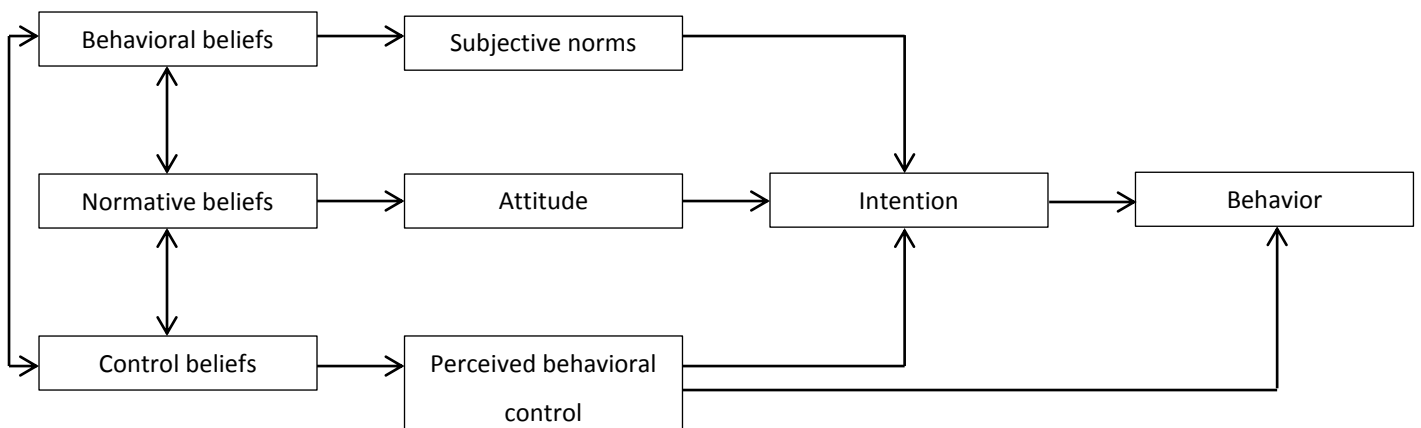 Behavioral beliefs
Subjective norms
Normative beliefs
Attitude
Intention
Behavior
Control beliefs
Perceived behavioral
control